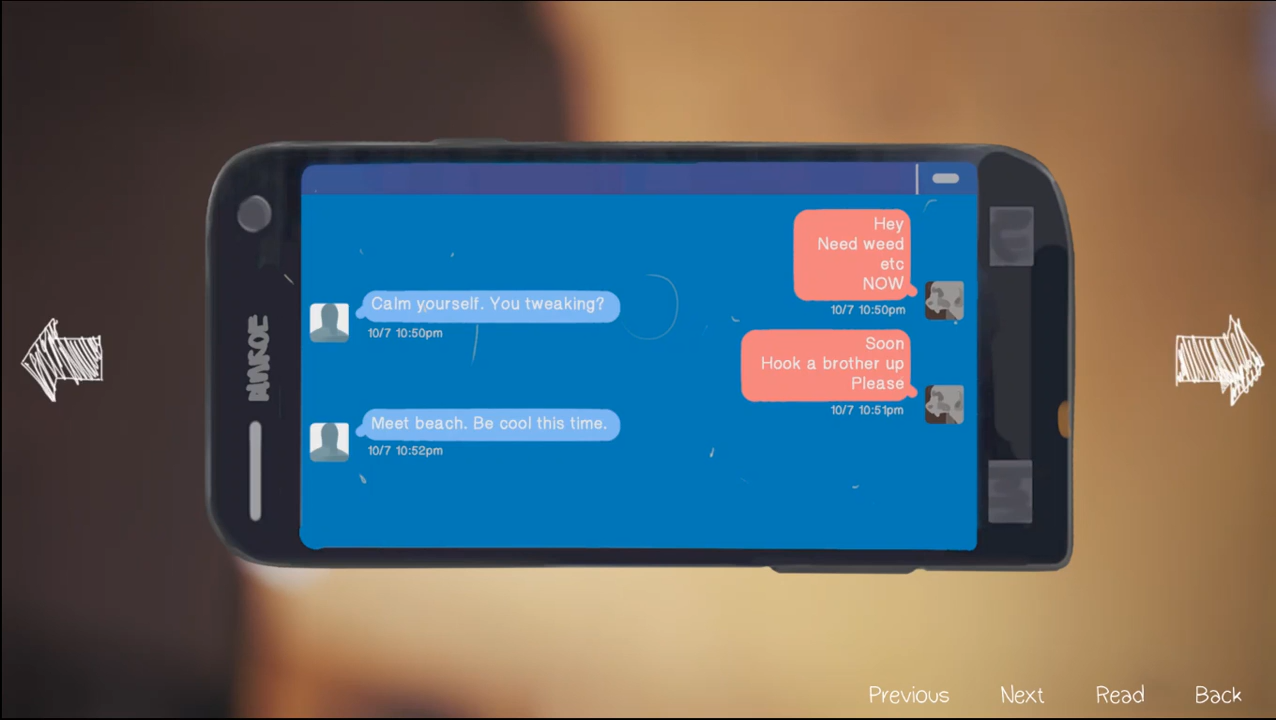 Hey
Need weed
etc
NOW
10/7 10:50pm
Calm yourself. You tweaking?
10/7 10:50pm
Soon
Hook a brother up
Please
10/7 10:51pm
Meet beach. Be cool this time.
10/7 10:52pm
Previous Next Read Back